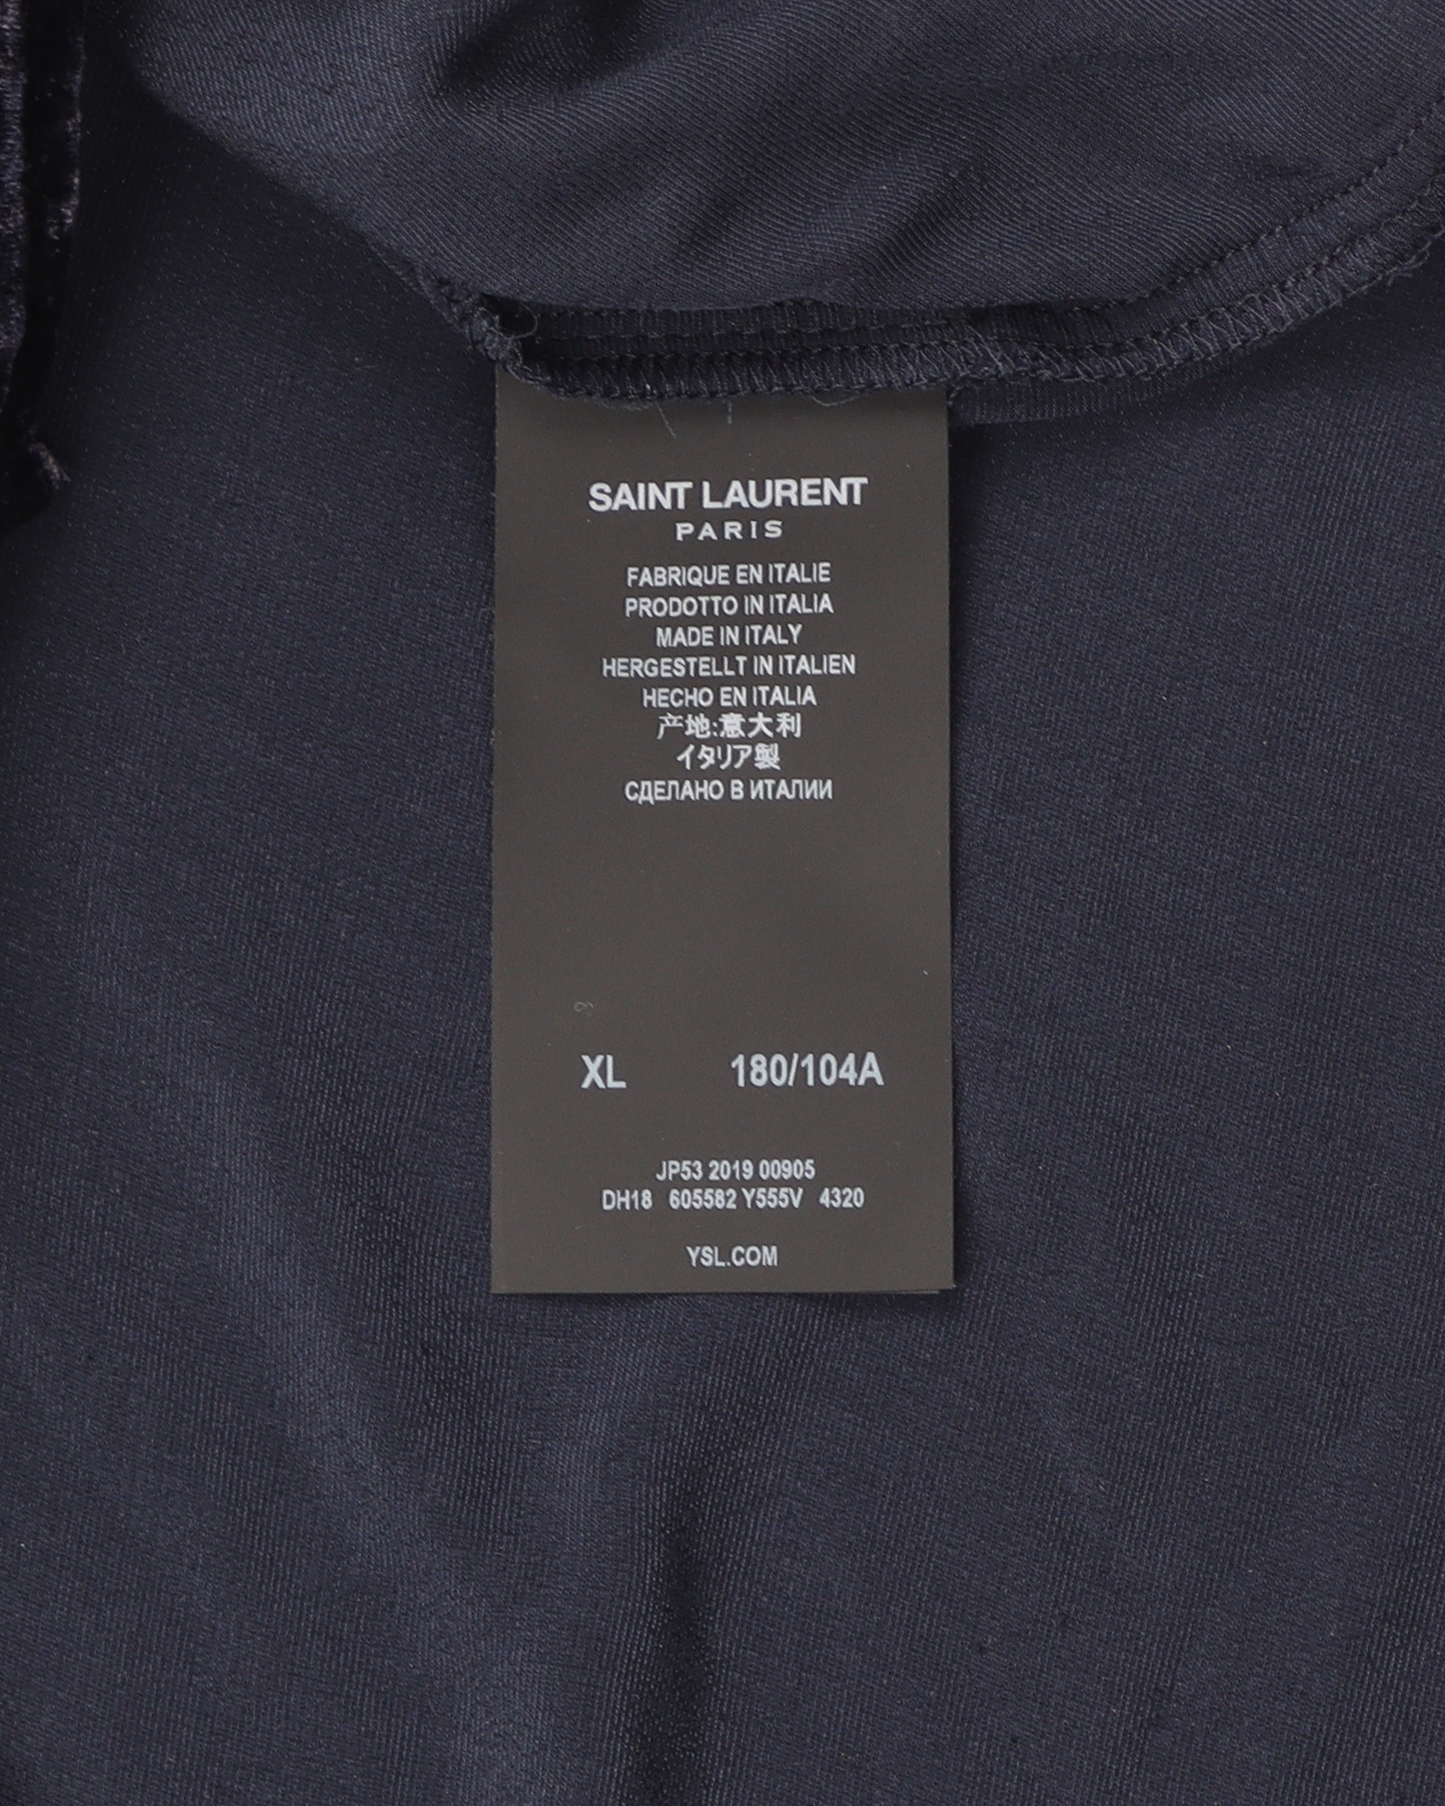 SAINT LAURENT
PARIS
FABRIQUE EN ITALIE
PRODOTTO IN ITALIA
MADE IN ITALY
HERGESTELLT IN ITALIEN
HECHO EN ITALIA
产地:意大利
イタリア製
СДЕЛАНО В ИТАЛИИ
XL 180/104A
JP53 2019 00905
DH18 605582 Y555V 4320
YSL.COM